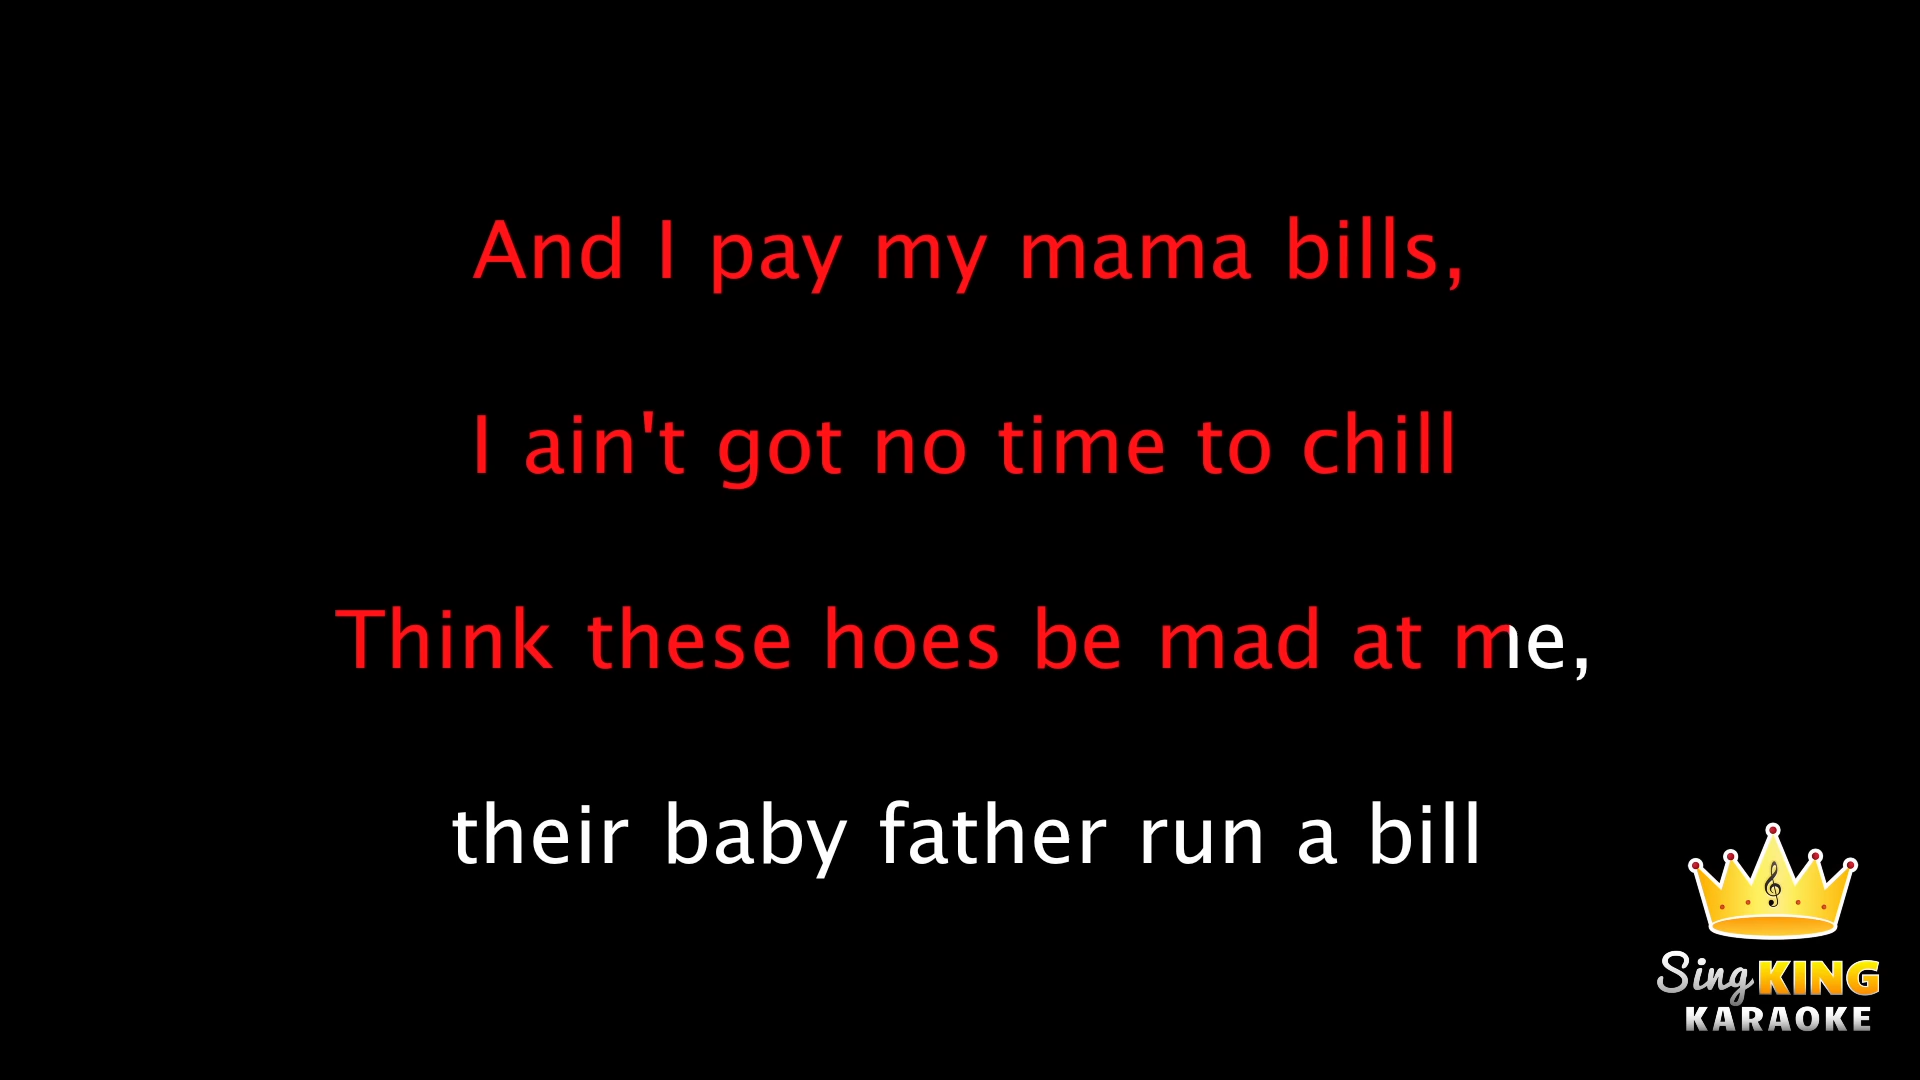 And I pay my mama bills,
I ain't got no time to chill
Think these hoes be mad at me,
their baby father run a bill
Sing KING
KARAOKE